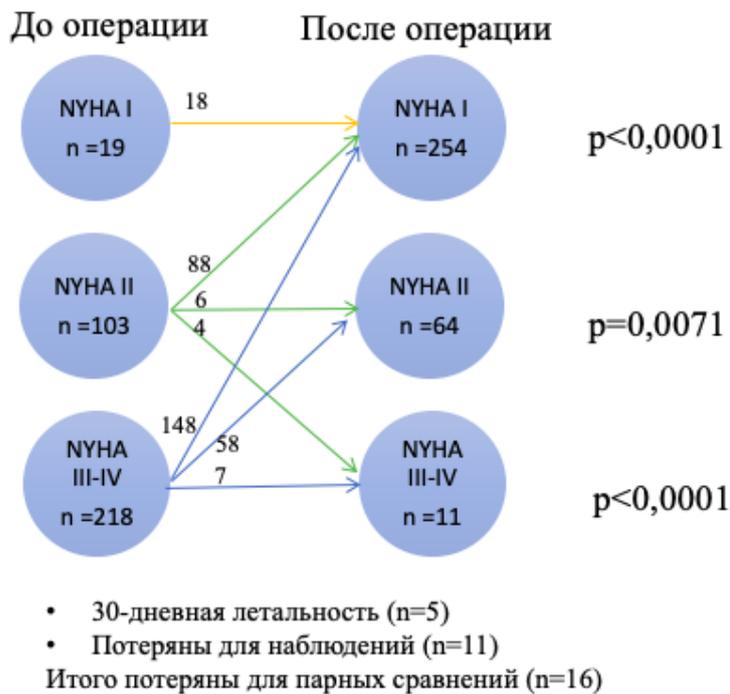 До операции
После операции
NYHA I
n =19
18
NYHA I
n =254
p<0,0001
NYHA II
n =103
88
6
4
NYHA II
n =64
p=0,0071
NYHA
III-IV
n =218
148
58
7
NYHA
III-IV
n =11
p<0,0001
• 30-дневная летальность (n=5)
• Потеряны для наблюдений (n=11)
Итого потеряны для парных сравнений (n=16)